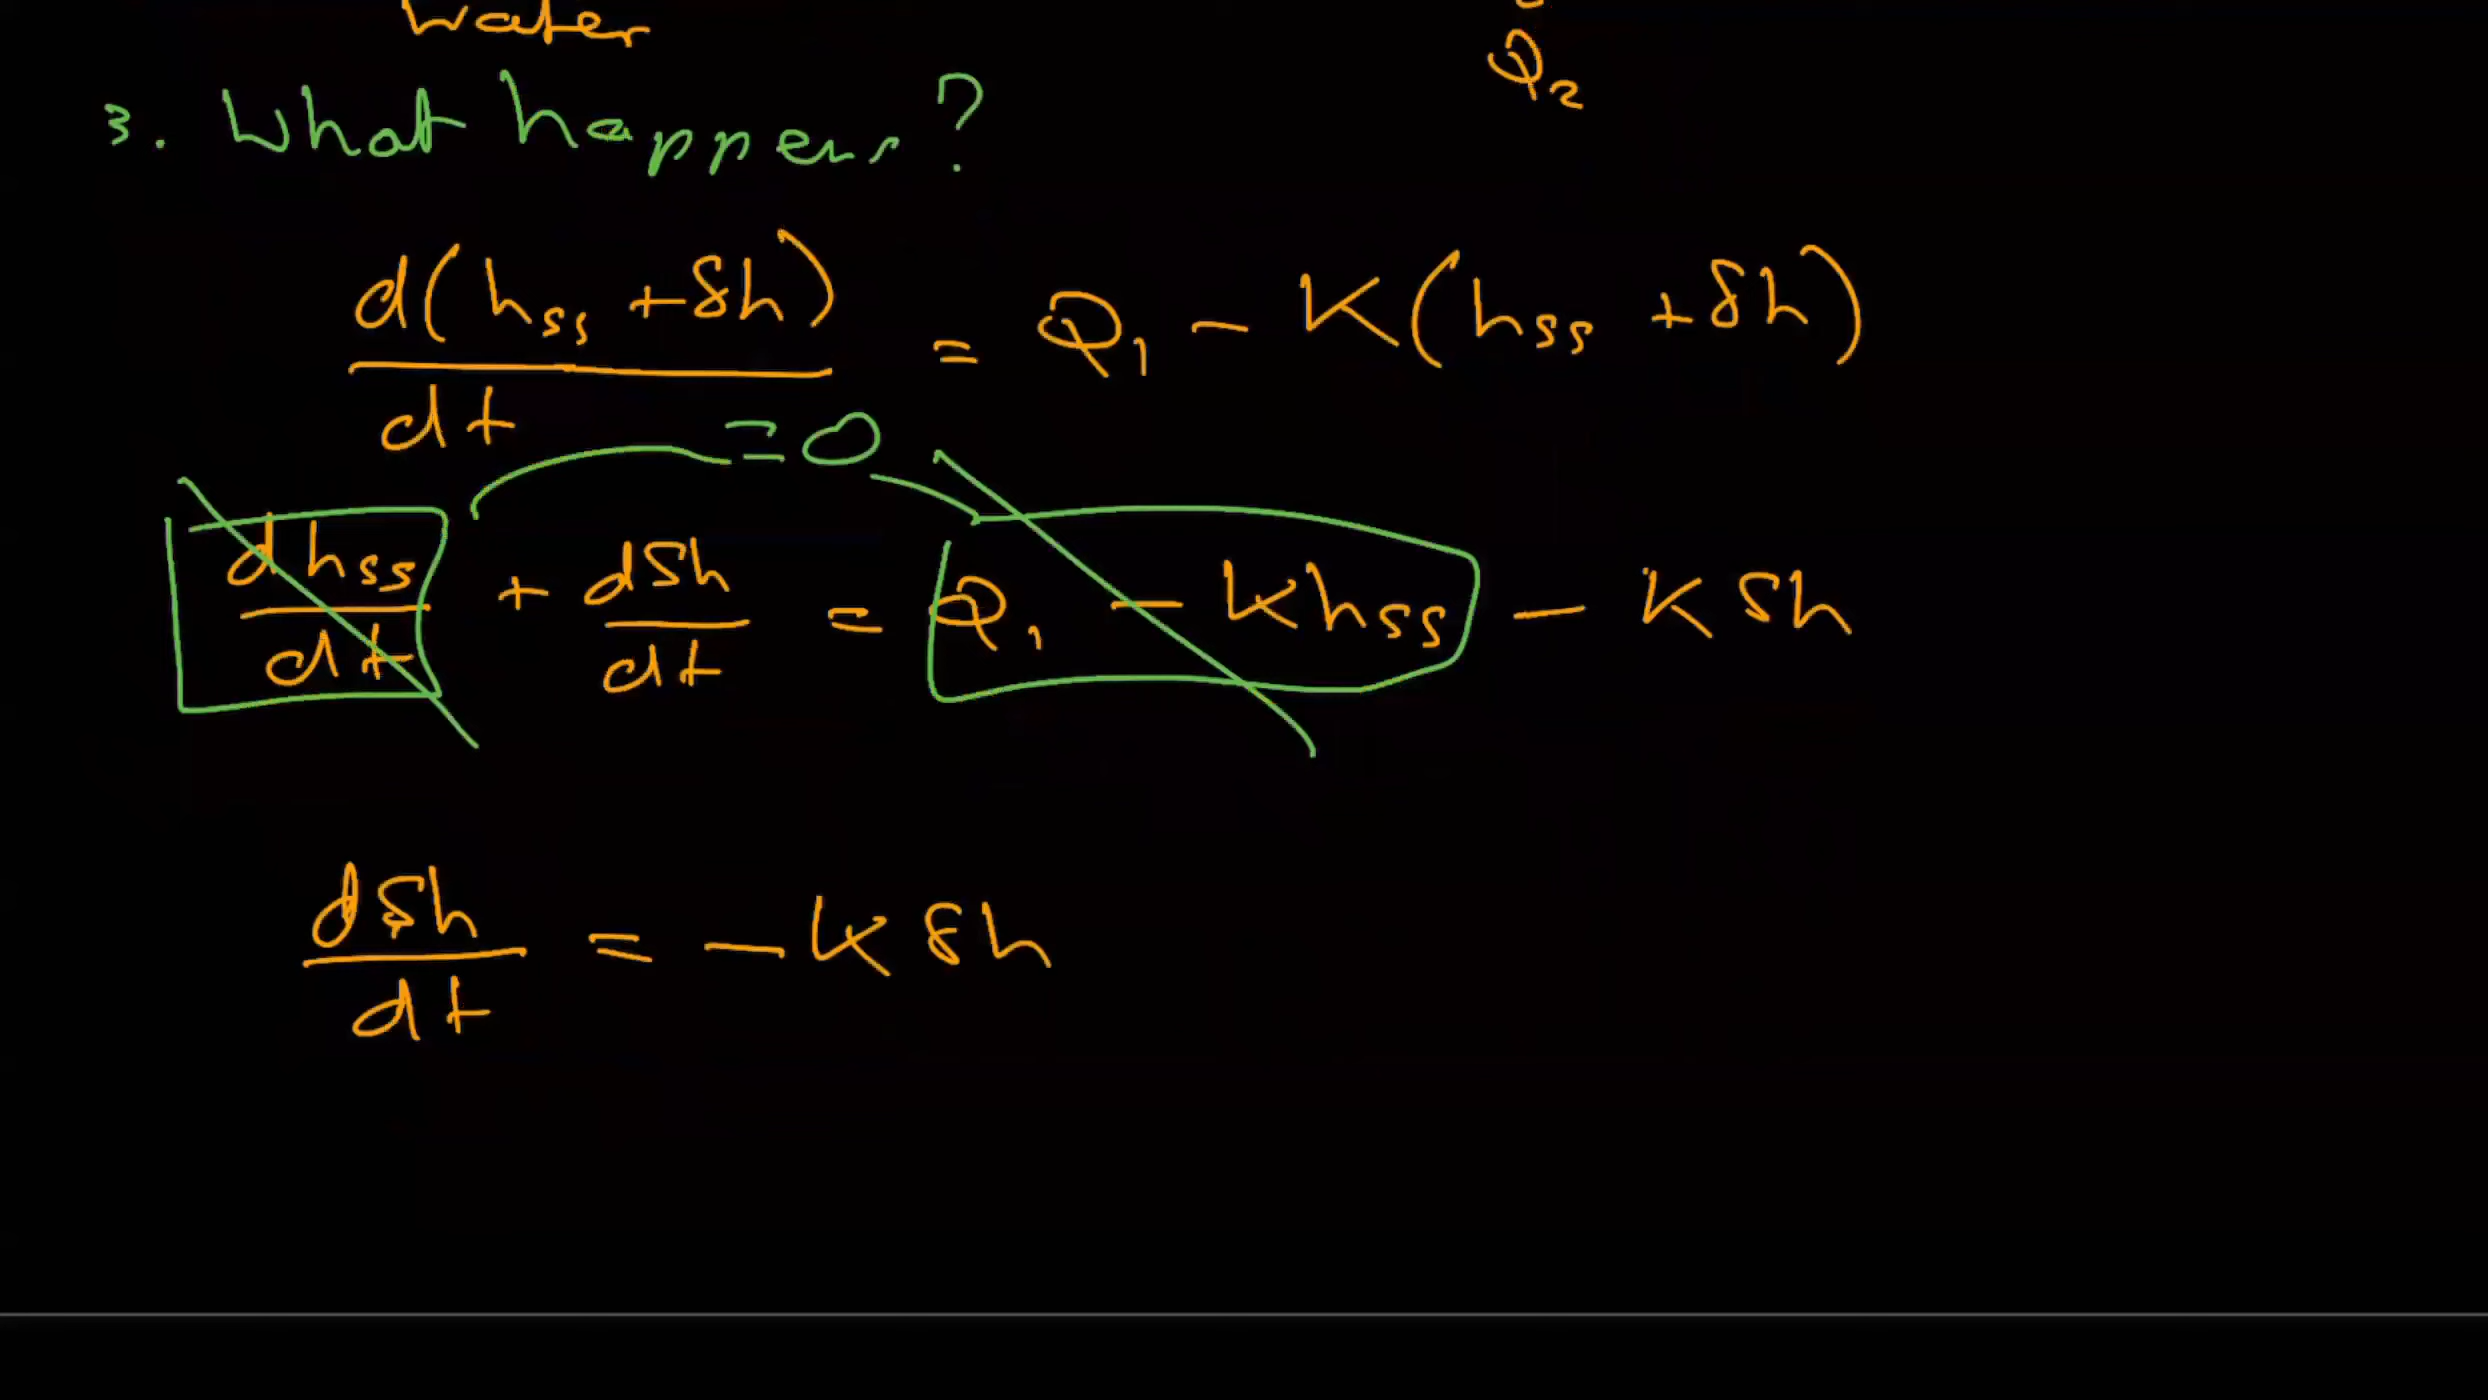 Water
Q₂
3. What happens?
d(hss + δh)/dt = Q₁ - K(hss + δh)
= 0
dhss/dt + dδh/dt = Q₁ - Khss - Kδh
dδh/dt = -Kδh